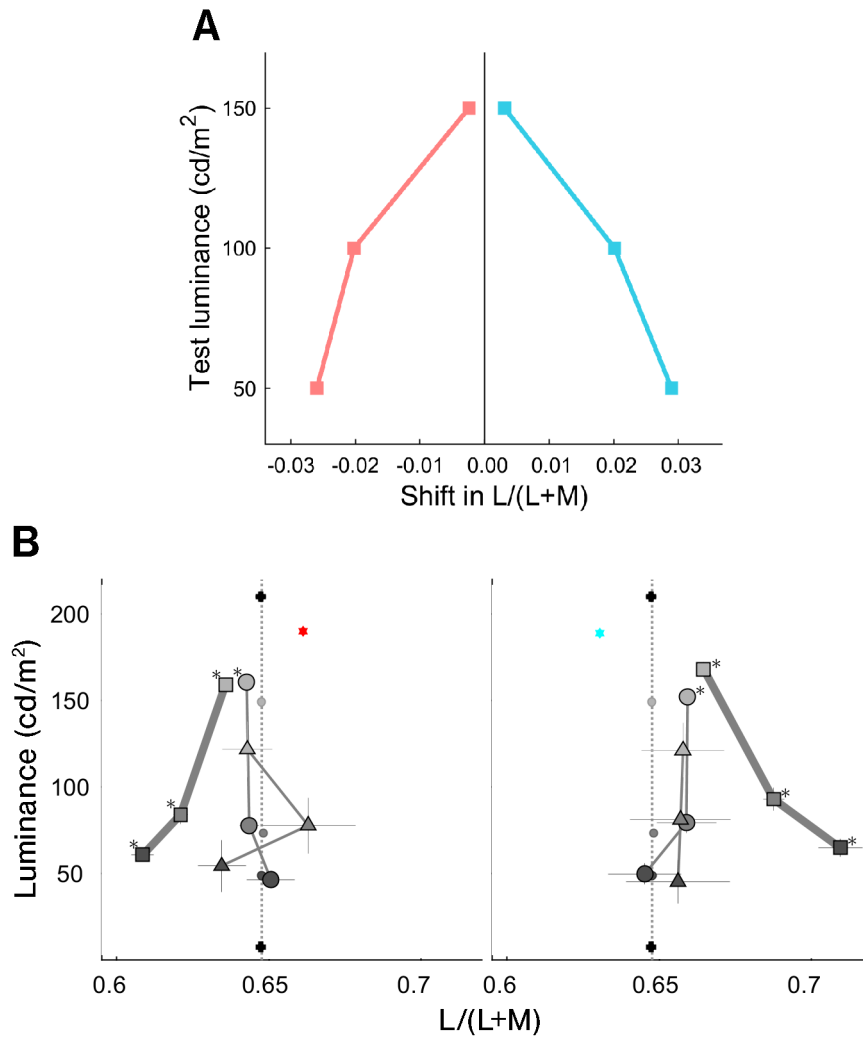 A
Test luminance (cd/m²)
150
100
50
-0.03 -0.02 -0.01 0.00 0.01 0.02 0.03
Shift in L/(L+M)
B
Luminance (cd/m²)
200
150
100
50
* * * *
* * * *
0.6 0.65 0.7 0.6 0.65 0.7
L/(L+M)